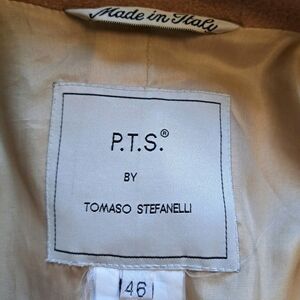 Made in Italy
P.T.S.®
BY
TOMASO STEFANELLI
46